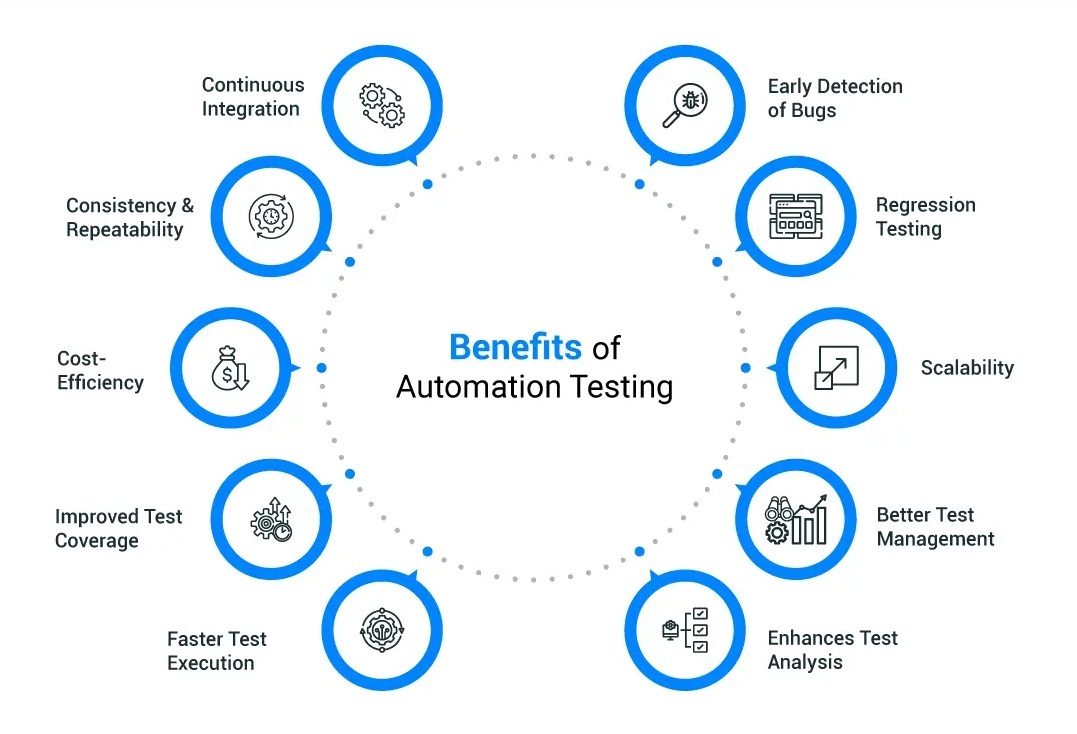 Continuous
Integration
Early Detection
of Bugs
Consistency &
Repeatability
Regression
Testing
Benefits of
Automation Testing
Cost-
Efficiency
$
Scalability
Improved Test
Coverage
Better Test
Management
Faster Test
Execution
Enhances Test
Analysis